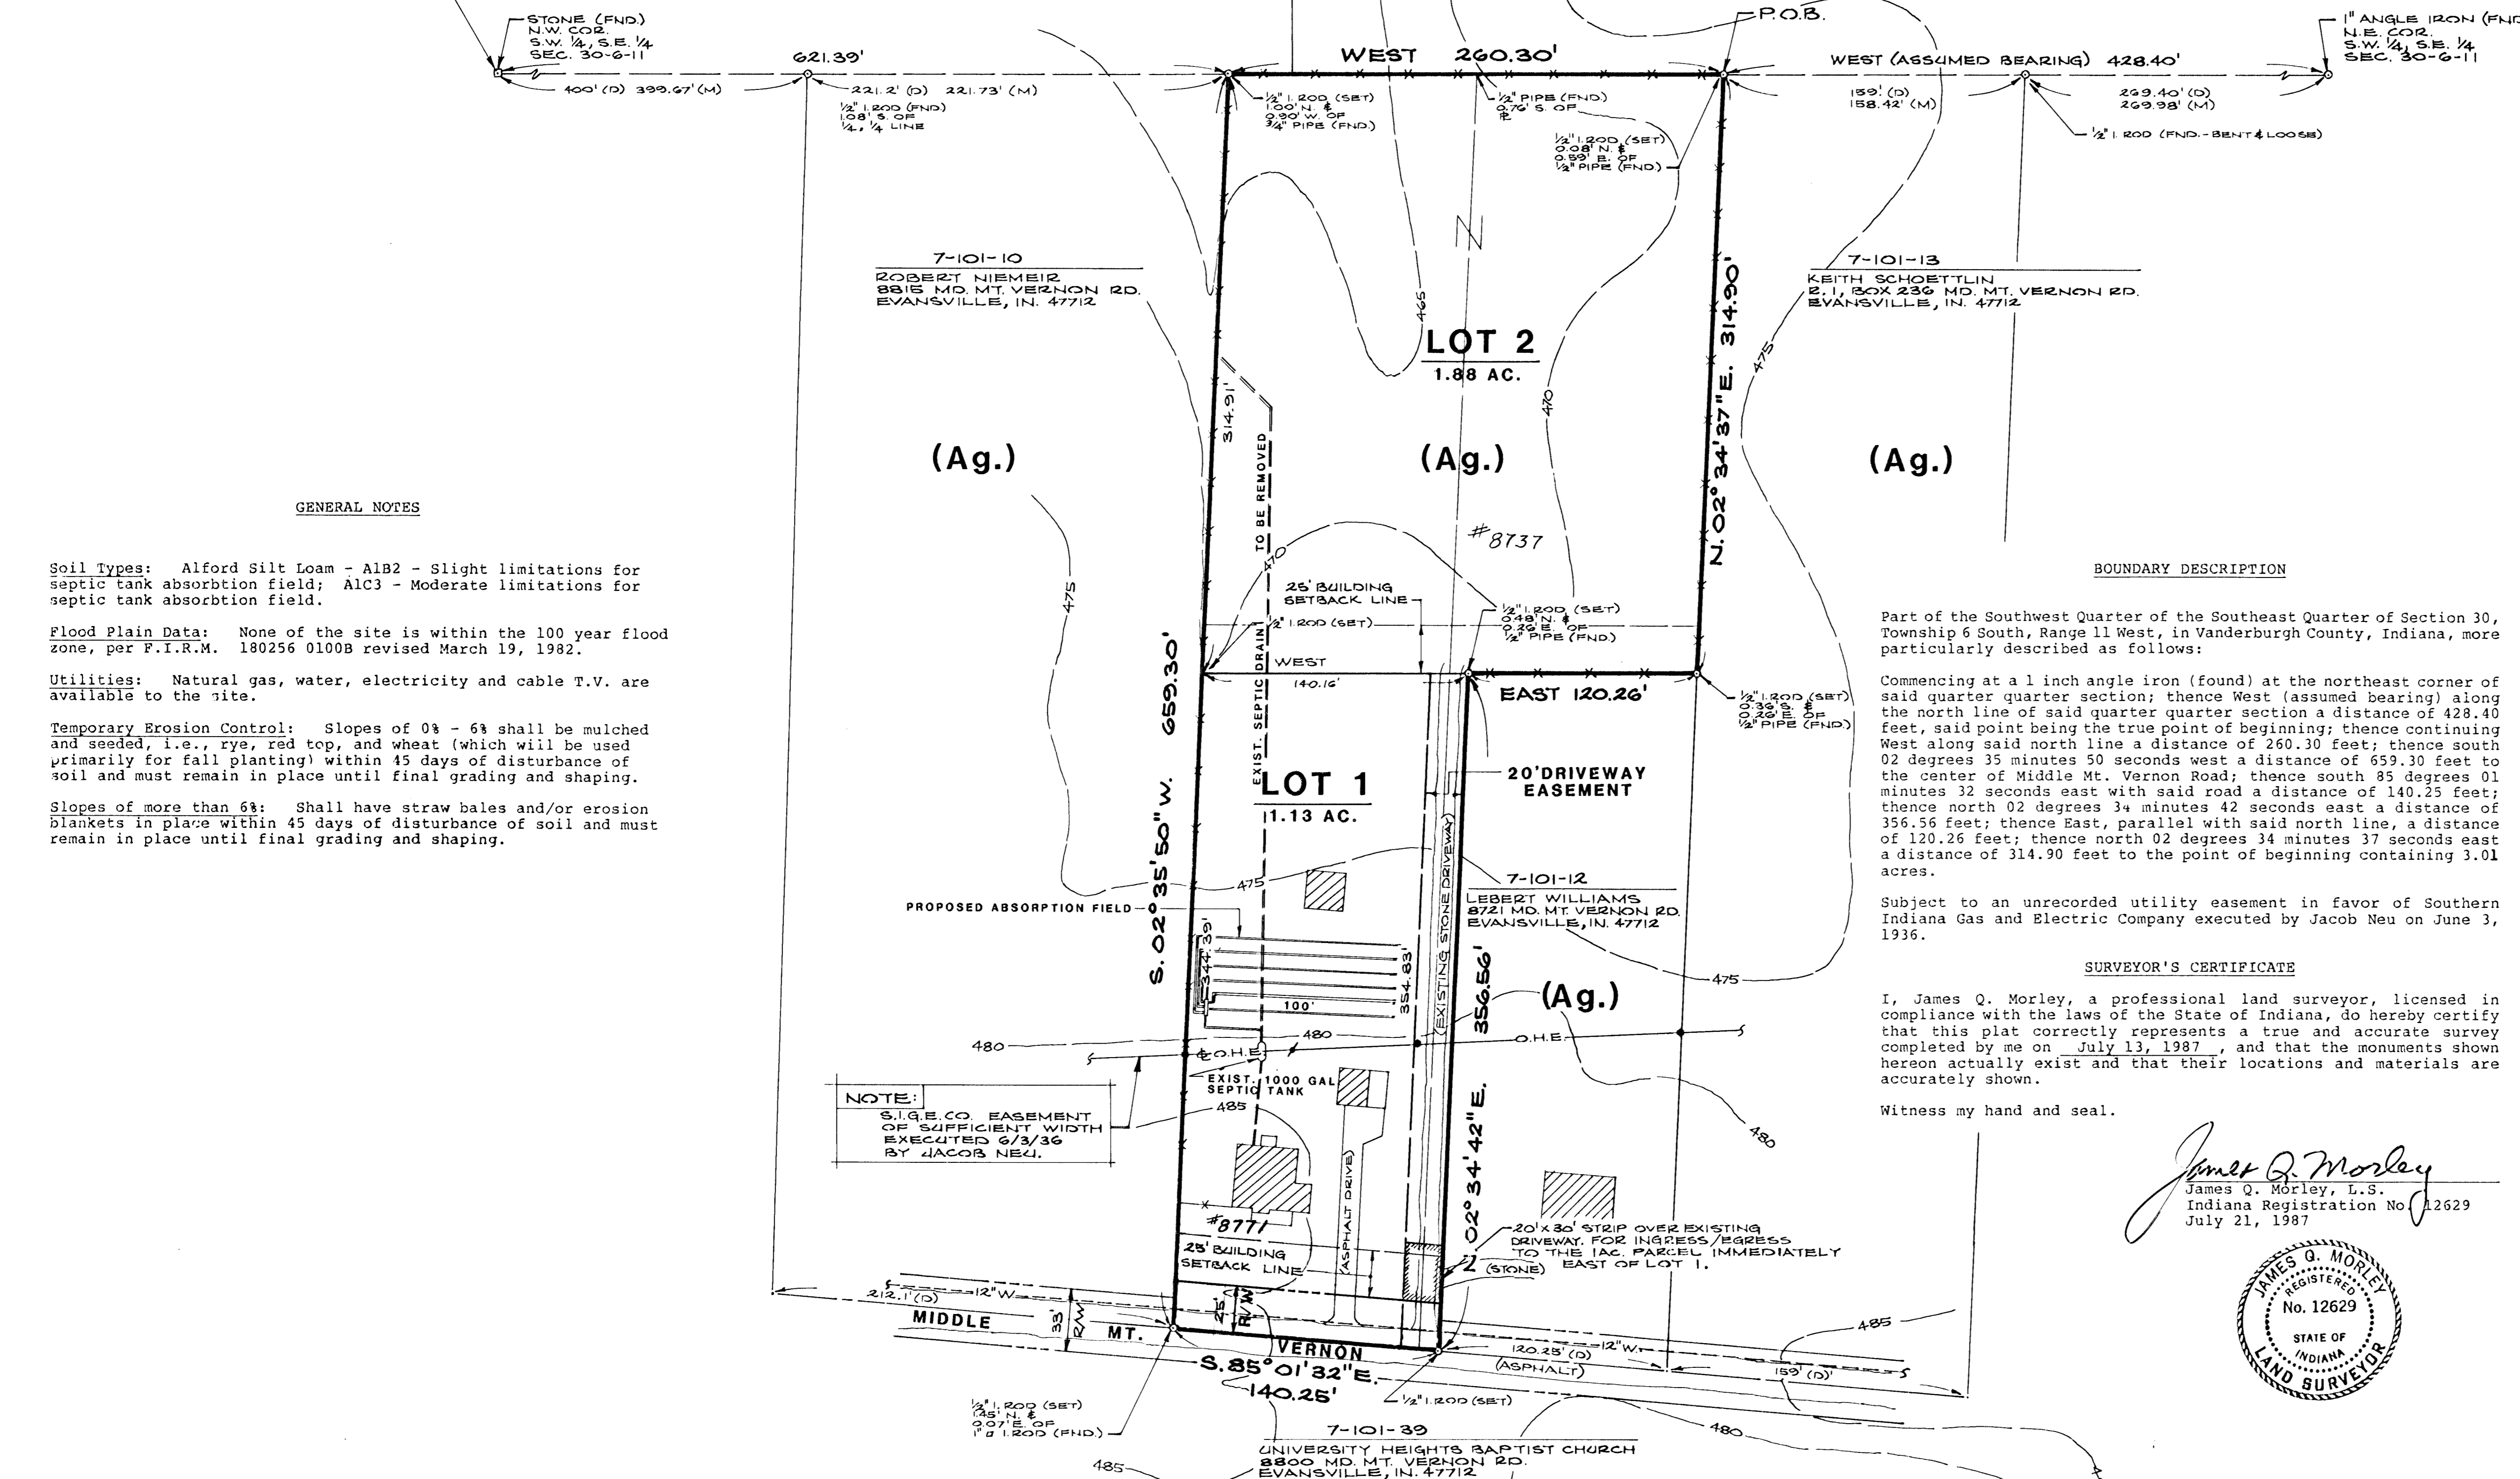 STONE (FND.)
N.W. COR.
S.W. 1/4, S.E. 1/4
SEC. 30-6-11
621.39'
400' (D) 399.67' (M)
221.2' (D) 221.73' (M)
1/2" I. ROD (FND)
1.08' S. OF
1/4, 1/4 LINE
WEST 260.30'
1/2" I. ROD (SET)
1.00' N. &
0.90' W. OF
3/4" PIPE (FND.)
1/2" PIPE (FND.)
0.76' S. OF
1/2" I. ROD (SET)
0.08' N. &
0.59' E. OF
1/2" PIPE (FND.)
P.O.B.
WEST (ASSUMED BEARING) 428.40'
159' (D)
158.42' (M)
269.40' (D)
269.98' (M)
1/2" I. ROD (FND.-BENT & LOOSE)
1" ANGLE IRON (FND
N.E. COR.
S.W. 1/4, S.E. 1/4
SEC. 30-6-11
N
7-101-10
ROBERT NIEMEIR
8815 MD. MT. VERNON RD.
EVANSVILLE, IN. 47712
7-101-13
KEITH SCHOETTLIN
R. 1, BOX 236 MD. MT. VERNON RD.
EVANSVILLE, IN. 47712
465
475
470
LOT 2
1.88 AC.
314.91'
N. 02° 34' 37" E. 314.90'
(Ag.)
(Ag.)
(Ag.)
#8737
EXIST. SEPTIC DRAIN TO BE REMOVED
470
475
25' BUILDING
SETBACK LINE
1/2" I. ROD (SET)
1/2" I. ROD (SET)
0.48' N. &
0.26' E. OF
1/2" PIPE (FND.)
WEST
140.16'
EAST 120.26'
1/2" I. ROD (SET)
0.36' S. &
0.26' E. OF
1/2" PIPE (FND.)
GENERAL NOTES
Soil Types: Alford Silt Loam - AlB2 - Slight limitations for
septic tank absorbtion field; AlC3 - Moderate limitations for
septic tank absorbtion field.
Flood Plain Data: None of the site is within the 100 year flood
zone, per F.I.R.M. 180256 0100B revised March 19, 1982.
Utilities: Natural gas, water, electricity and cable T.V. are
available to the site.
Temporary Erosion Control: Slopes of 0% - 6% shall be mulched
and seeded, i.e., rye, red top, and wheat (which will be used
primarily for fall planting) within 45 days of disturbance of
soil and must remain in place until final grading and shaping.
Slopes of more than 6%: Shall have straw bales and/or erosion
blankets in place within 45 days of disturbance of soil and must
remain in place until final grading and shaping.
S. 02° 35' 50" W. 659.30'
LOT 1
1.13 AC.
20' DRIVEWAY
EASEMENT
(EXISTING STONE DRIVEWAY)
475
7-101-12
LEBERT WILLIAMS
8721 MD. MT. VERNON RD.
EVANSVILLE, IN. 47712
PROPOSED ABSORPTION FIELD
344.39'
354.83'
100'
N. 02° 34' 42" E. 356.56'
475
(Ag.)
480
480
℄ O.H.E.
O.H.E.
EXIST. 1000 GAL
SEPTIC TANK
485
480
NOTE:
S.I.G.E.CO. EASEMENT
OF SUFFICIENT WIDTH
EXECUTED 6/3/36
BY JACOB NEU.
(ASPHALT DRIVE)
#8771
25' BUILDING
SETBACK LINE
20' X 30' STRIP OVER EXISTING
DRIVEWAY. FOR INGRESS/EGRESS
TO THE 1AC. PARCEL IMMEDIATELY
EAST OF LOT 1.
(STONE)
212.1' (D)
12" W.
33'
R/W
25'
R/W
MIDDLE MT. VERNON
S. 85° 01' 32" E.
140.25'
120.25' (D)
12" W.
(ASPHALT)
159' (D)
485
480
1/2" I. ROD (SET)
1.45' N. &
0.07' E. OF
1" I. ROD (FND.)
1/2" I. ROD (SET)
7-101-39
UNIVERSITY HEIGHTS BAPTIST CHURCH
8800 MD. MT. VERNON RD.
EVANSVILLE, IN. 47712
485
BOUNDARY DESCRIPTION
Part of the Southwest Quarter of the Southeast Quarter of Section 30,
Township 6 South, Range 11 West, in Vanderburgh County, Indiana, more
particularly described as follows:
Commencing at a 1 inch angle iron (found) at the northeast corner of
said quarter quarter section; thence West (assumed bearing) along
the north line of said quarter quarter section a distance of 428.40
feet, said point being the true point of beginning; thence continuing
West along said north line a distance of 260.30 feet; thence south
02 degrees 35 minutes 50 seconds west a distance of 659.30 feet to
the center of Middle Mt. Vernon Road; thence south 85 degrees 01
minutes 32 seconds east with said road a distance of 140.25 feet;
thence north 02 degrees 34 minutes 42 seconds east a distance of
356.56 feet; thence East, parallel with said north line, a distance
of 120.26 feet; thence north 02 degrees 34 minutes 37 seconds east
a distance of 314.90 feet to the point of beginning containing 3.01
acres.
Subject to an unrecorded utility easement in favor of Southern
Indiana Gas and Electric Company executed by Jacob Neu on June 3,
1936.
SURVEYOR'S CERTIFICATE
I, James Q. Morley, a professional land surveyor, licensed in
compliance with the laws of the State of Indiana, do hereby certify
that this plat correctly represents a true and accurate survey
completed by me on July 13, 1987, and that the monuments shown
hereon actually exist and that their locations and materials are
accurately shown.
Witness my hand and seal.
James Q. Morley
James Q. Morley, L.S.
Indiana Registration No. 12629
July 21, 1987
JAMES Q. MORLEY
REGISTERED
No. 12629
STATE OF
INDIANA
LAND SURVEYOR